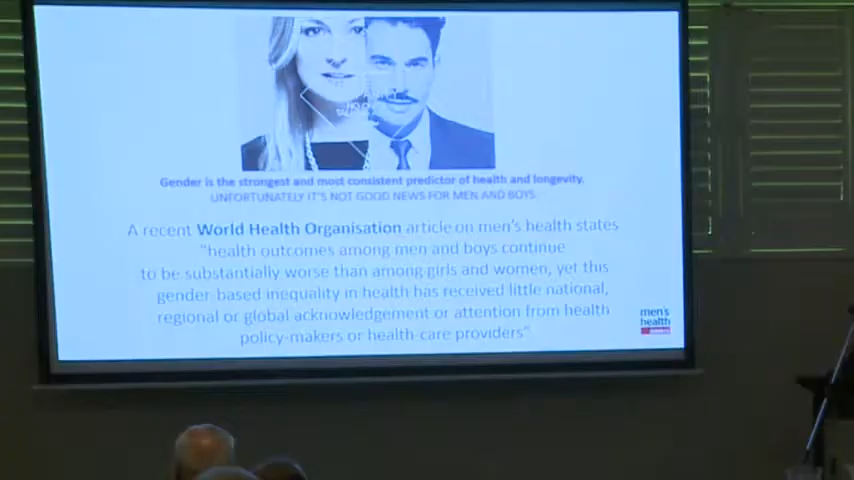 Gender is the strongest and most consistent predictor of health and longevity.
UNFORTUNATELY IT'S NOT GOOD NEWS FOR MEN AND BOYS.
A recent World Health Organisation article on men's health states
"health outcomes among men and boys continue
to be substantially worse than among girls and women, yet this
gender-based inequality in health has received little national,
regional or global acknowledgement or attention from health
policy-makers or health-care providers"
men's
health